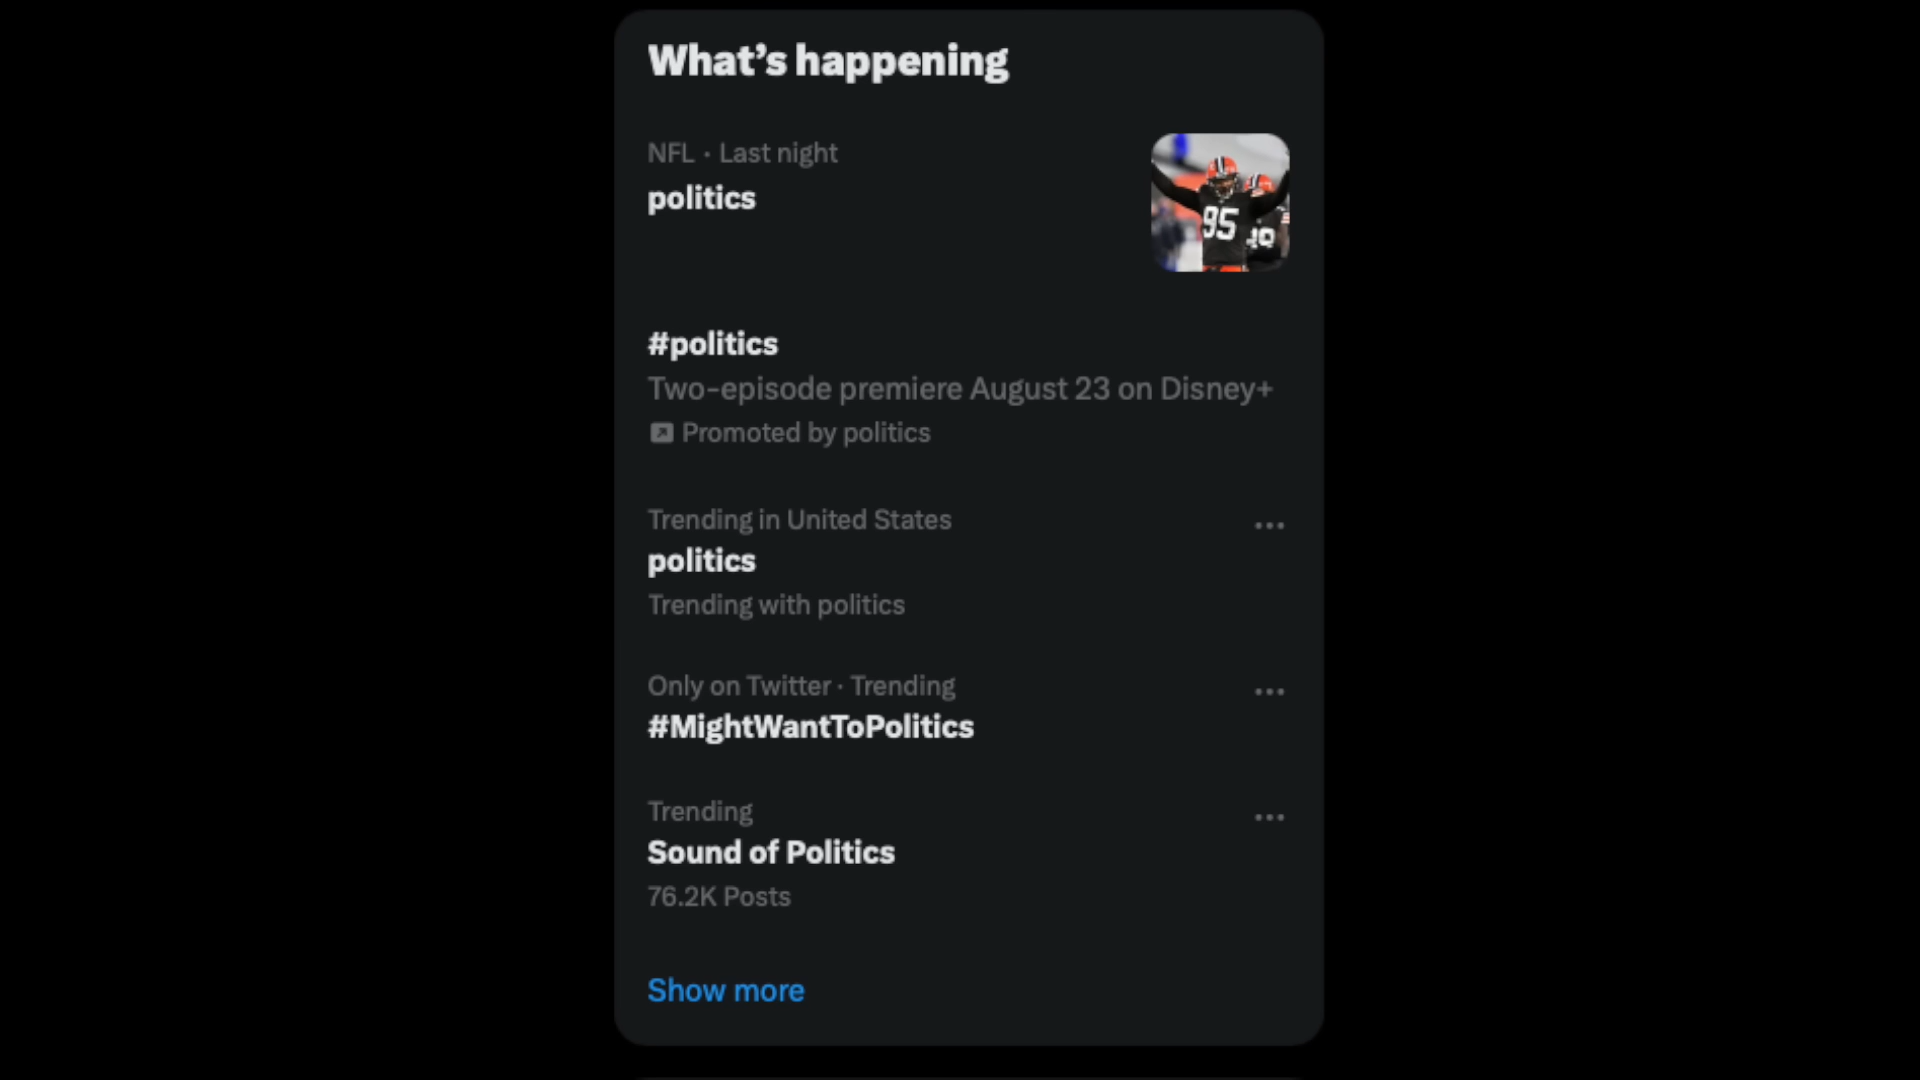 What’s happening
NFL · Last night
politics
95
#politics
Two-episode premiere August 23 on Disney+
Promoted by politics
Trending in United States
politics
Trending with politics
Only on Twitter · Trending
#MightWantToPolitics
Trending
Sound of Politics
76.2K Posts
Show more